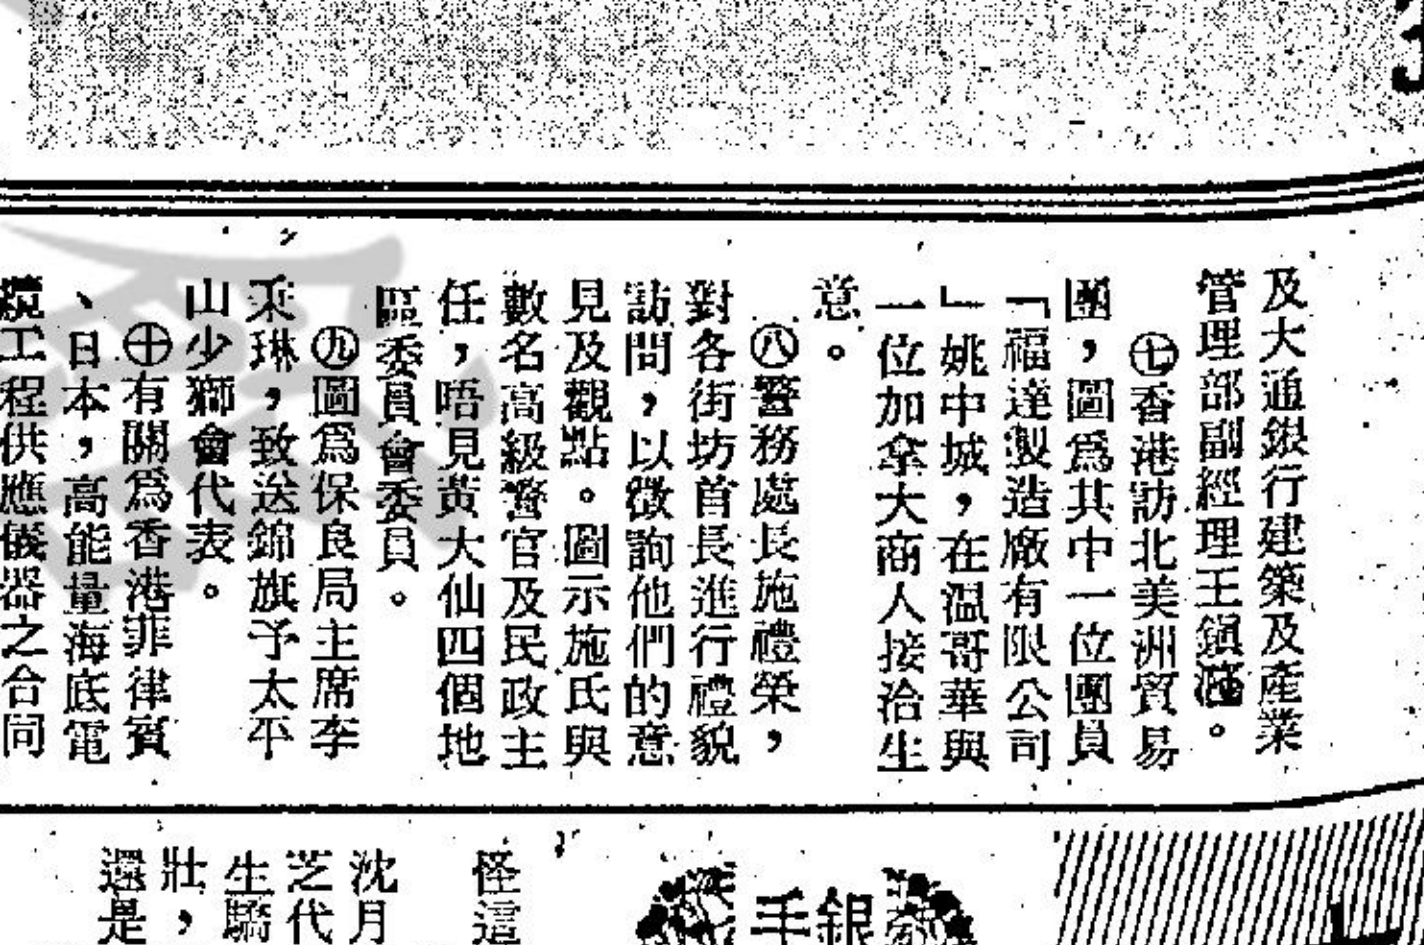 及大通銀行建築及產業
管理部副經理王鎭。
㊆香港訪北美洲貿易
團，圖爲其中一位團員
「福達製造廠有限公司
」姚中城，在溫哥華與
一位加拿大商人接洽生
意。
㊇警務處長施禮榮，
對各街坊首長進行禮貌
訪問，以徵詢他們的意
見及觀點。圖示施氏與
數名高級警官及民政主
任，晤見黃大仙四個地
區委員會委員。
㊈圖爲保良局主席李
乘琳，致送錦旗予太平
山少獅會代表。
㊉有關爲香港菲律賓
、日本，高能量海底電
纜工程供應儀器之合同
銀手
怪這
沈月
芝代
生驕
壯，
還是